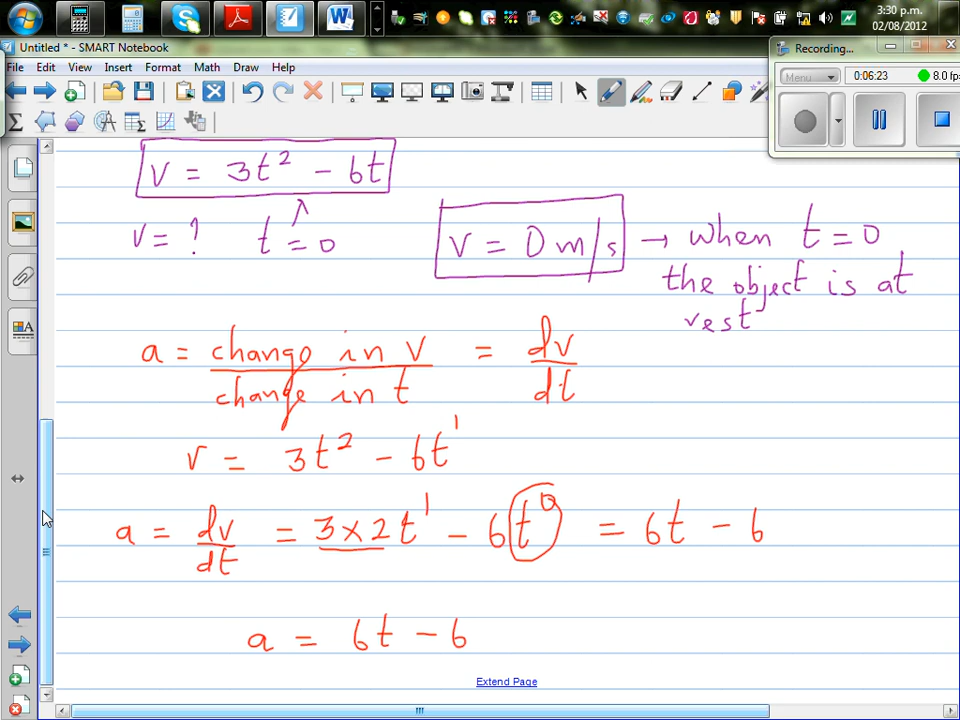 3:30 p.m.
02/08/2012
Untitled * - SMART Notebook
Recording...
File Edit View Insert Format Math Draw Help
Menu 0:06:23 8.0 fp
v = 3t² - 6t
v = ? t = 0
v = 0 m/s → when t = 0
the object is at
rest
a = change in v / change in t = dv/dt
v = 3t² - 6t¹
a = dv/dt = 3 × 2t¹ - 6t⁰ = 6t - 6
a = 6t - 6
Extend Page